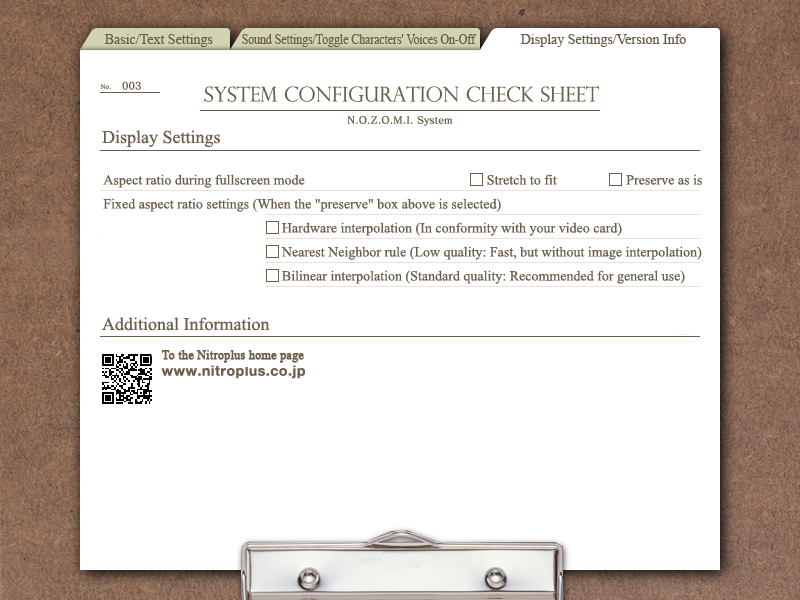 Basic/Text Settings
Sound Settings/Toggle Characters' Voices On-Off
Display Settings/Version Info
No. 003
SYSTEM CONFIGURATION CHECK SHEET
N.O.Z.O.M.I. System
Display Settings
Aspect ratio during fullscreen mode
Stretch to fit
Preserve as is
Fixed aspect ratio settings (When the "preserve" box above is selected)
Hardware interpolation (In conformity with your video card)
Nearest Neighbor rule (Low quality: Fast, but without image interpolation)
Bilinear interpolation (Standard quality: Recommended for general use)
Additional Information
To the Nitroplus home page
www.nitroplus.co.jp